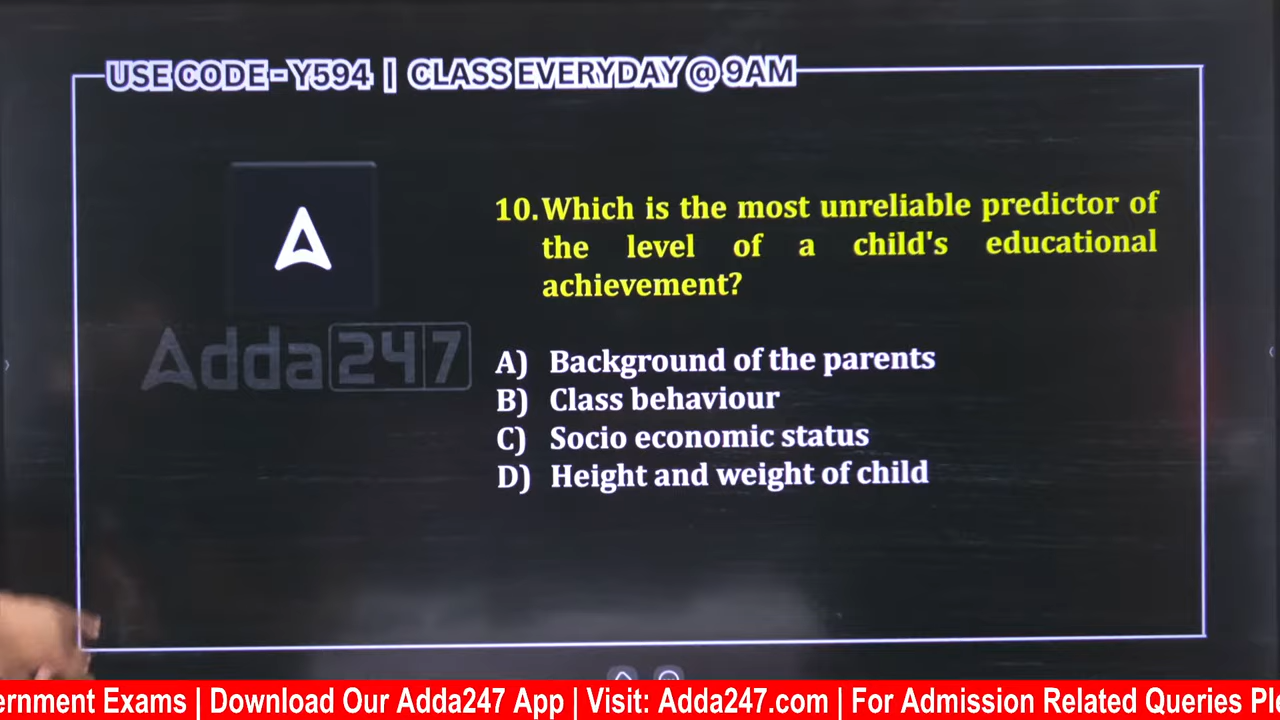 USE CODE - Y594 | CLASS EVERYDAY @ 9AM
Adda247
10. Which is the most unreliable predictor of
the level of a child's educational
achievement?
A) Background of the parents
B) Class behaviour
C) Socio economic status
D) Height and weight of child
ernment Exams | Download Our Adda247 App | Visit: Adda247.com | For Admission Related Queries Pl